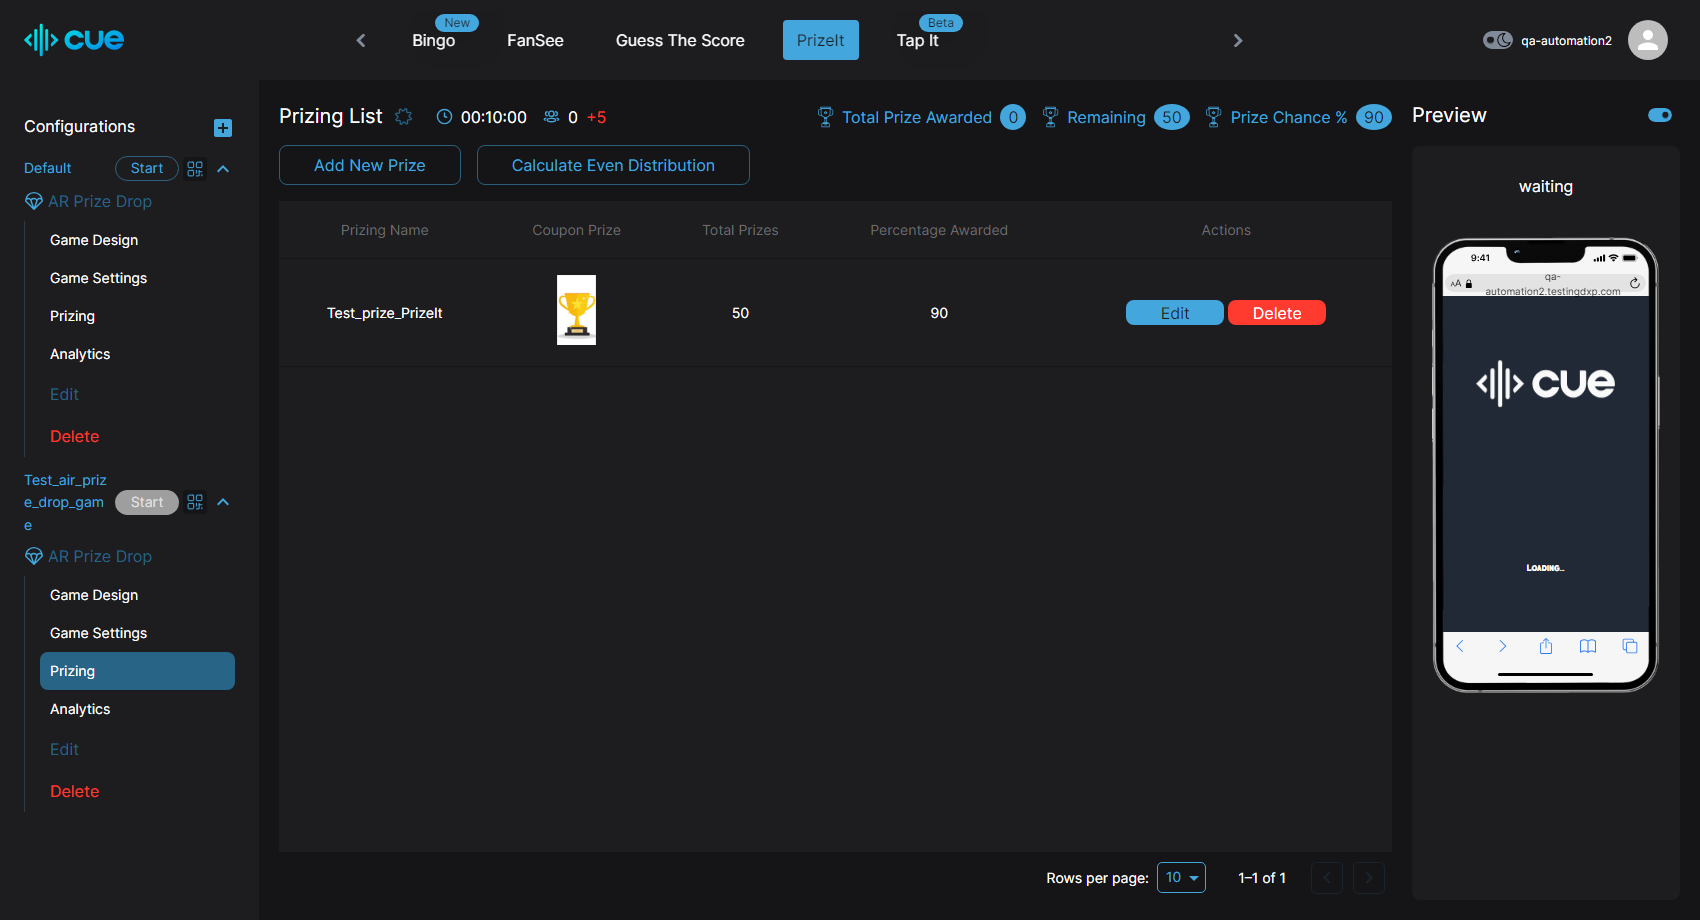 cue
New
Bingo
FanSee
Guess The Score
PrizeIt
Beta
Tap It
qa-automation2
Configurations
Default
Start
AR Prize Drop
Game Design
Game Settings
Prizing
Analytics
Edit
Delete
Test_air_priz
e_drop_gam
e
Start
AR Prize Drop
Game Design
Game Settings
Prizing
Analytics
Edit
Delete
Prizing List
00:10:00
0 +5
Total Prize Awarded 0
Remaining 50
Prize Chance % 90
Add New Prize
Calculate Even Distribution
Prizing Name Coupon Prize Total Prizes Percentage Awarded Actions
Test_prize_PrizeIt 50 90 Edit Delete
Rows per page: 10 1–1 of 1
Preview
waiting
9:41
AA
qa-
automation2.testingdxp.com
cue
LOADING...